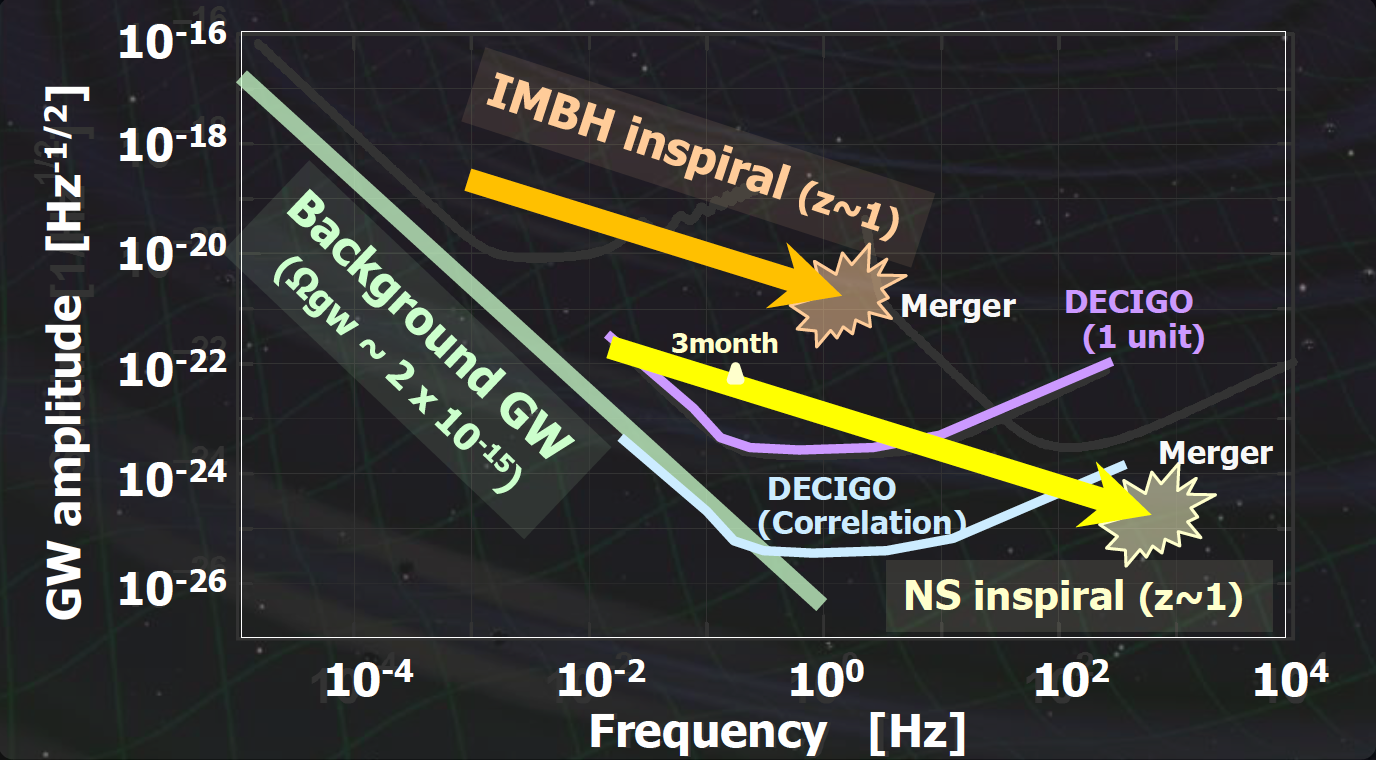 10⁻¹⁶
10⁻¹⁸
10⁻²⁰
10⁻²²
10⁻²⁴
10⁻²⁶
GW amplitude [Hz⁻¹/²]
IMBH inspiral (z~1)
Background GW
(Ωgw ~ 2 x 10⁻¹⁵)
Merger
DECIGO
(1 unit)
3month
Merger
DECIGO
(Correlation)
NS inspiral (z~1)
10⁻⁴
10⁻²
10⁰
10²
10⁴
Frequency [Hz]